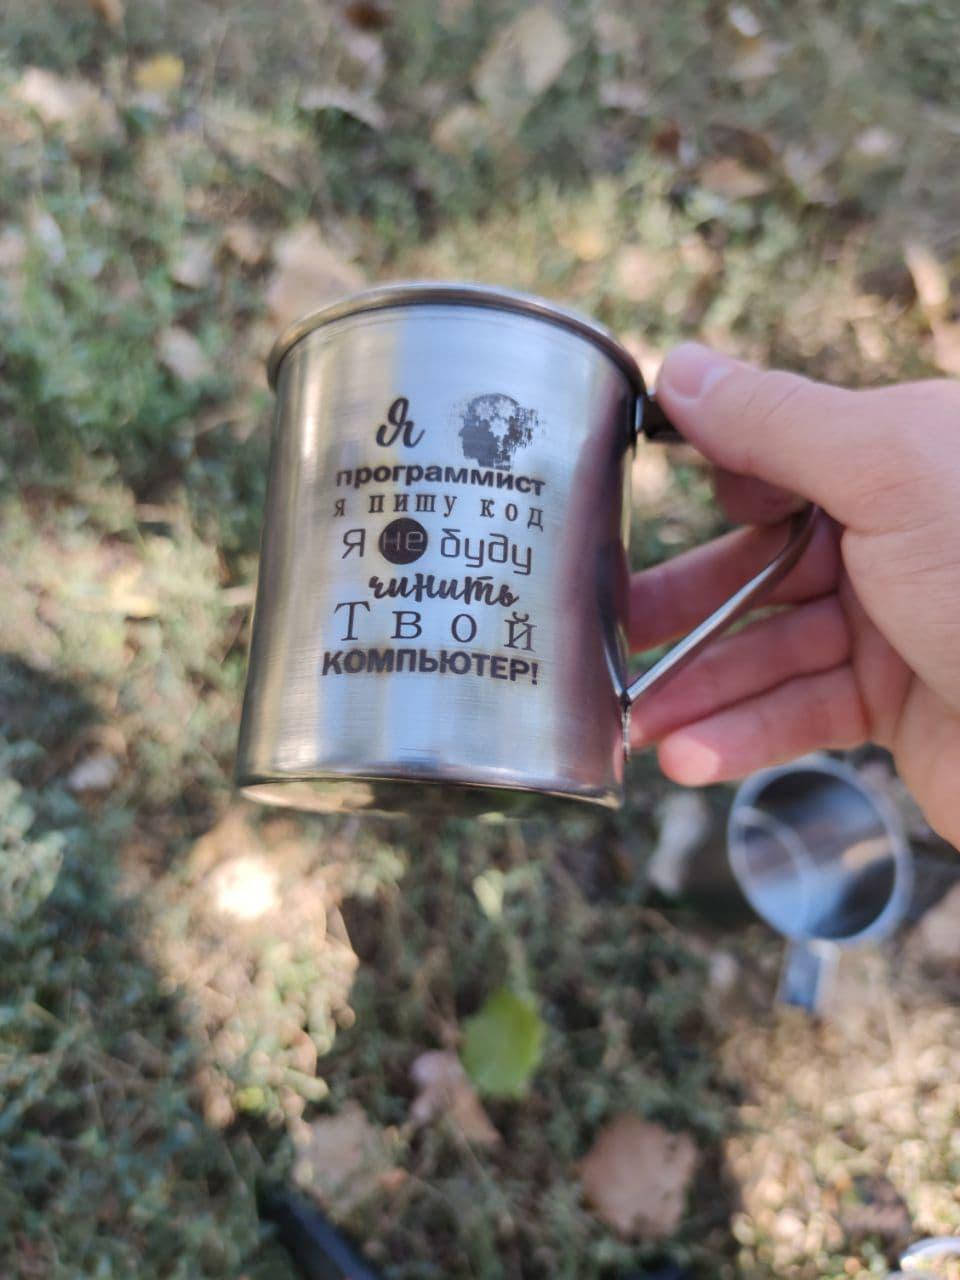 Я
программист
я пишу код
Я не буду
чинить
Твой
КОМПЬЮТЕР!